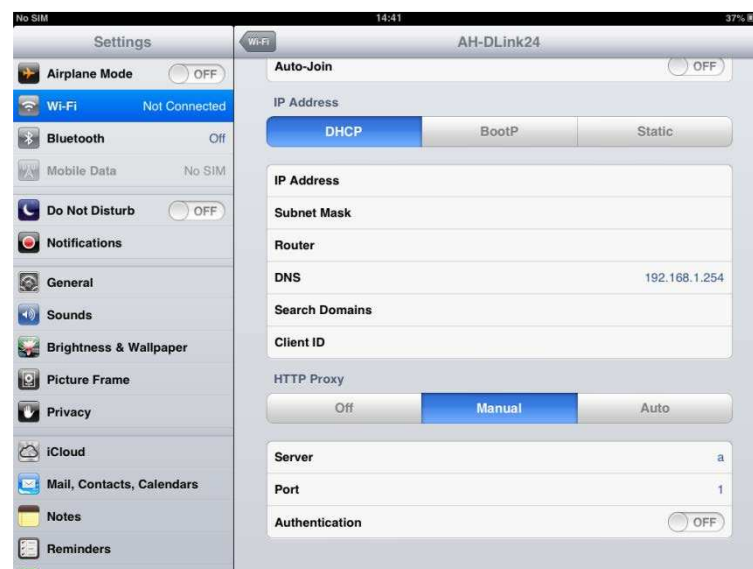 No SIM 14:41 37%
Settings
Wi-Fi AH-DLink24
Airplane Mode OFF
Wi-Fi Not Connected
Bluetooth Off
Mobile Data No SIM
Do Not Disturb OFF
Notifications
General
Sounds
Brightness & Wallpaper
Picture Frame
Privacy
iCloud
Mail, Contacts, Calendars
Notes
Reminders
Auto-Join OFF
IP Address
DHCP BootP Static
IP Address
Subnet Mask
Router
DNS 192.168.1.254
Search Domains
Client ID
HTTP Proxy
Off Manual Auto
Server a
Port 1
Authentication OFF